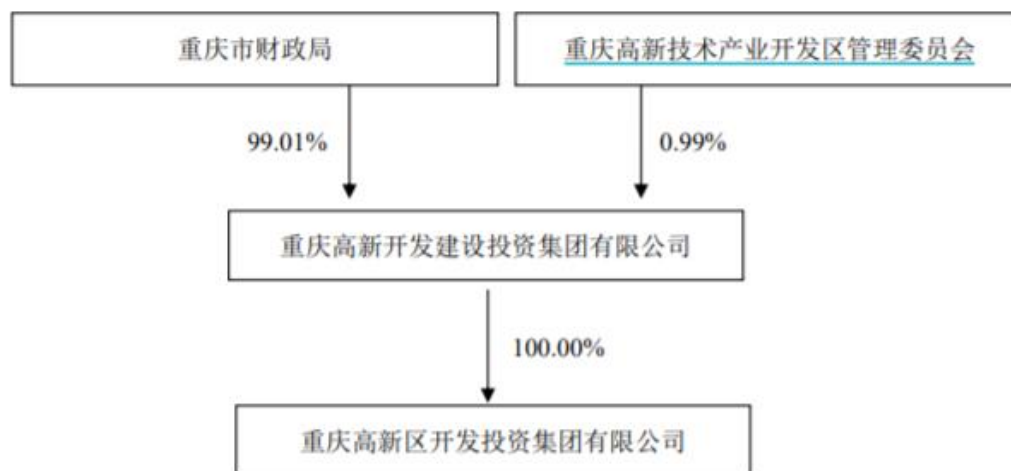 重庆市财政局
重庆高新技术产业开发区管理委员会
99.01%
0.99%
重庆高新开发建设投资集团有限公司
100.00%
重庆高新区开发投资集团有限公司